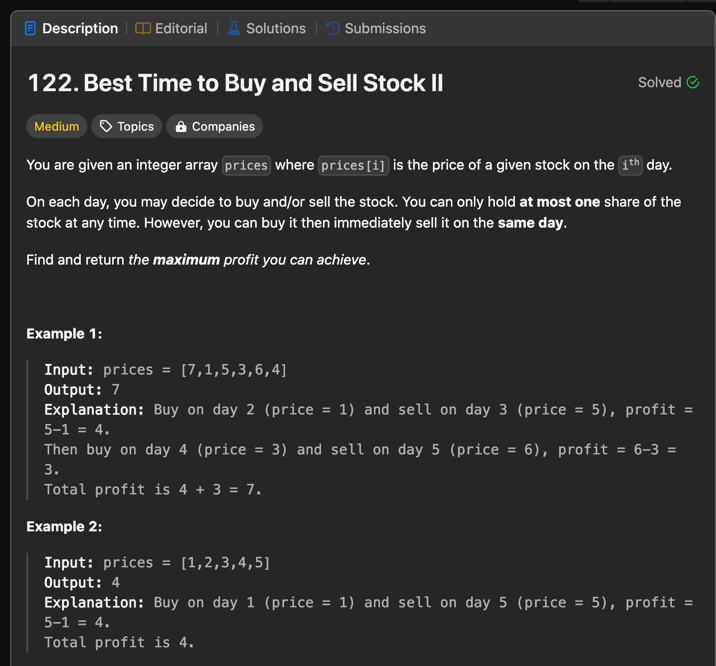 Description | Editorial | Solutions | Submissions
122. Best Time to Buy and Sell Stock II
Solved
Medium Topics Companies
You are given an integer array prices where prices[i] is the price of a given stock on the ith day.
On each day, you may decide to buy and/or sell the stock. You can only hold at most one share of the
stock at any time. However, you can buy it then immediately sell it on the same day.
Find and return the maximum profit you can achieve.
Example 1:
Input: prices = [7,1,5,3,6,4]
Output: 7
Explanation: Buy on day 2 (price = 1) and sell on day 3 (price = 5), profit =
5-1 = 4.
Then buy on day 4 (price = 3) and sell on day 5 (price = 6), profit = 6-3 =
3.
Total profit is 4 + 3 = 7.
Example 2:
Input: prices = [1,2,3,4,5]
Output: 4
Explanation: Buy on day 1 (price = 1) and sell on day 5 (price = 5), profit =
5-1 = 4.
Total profit is 4.